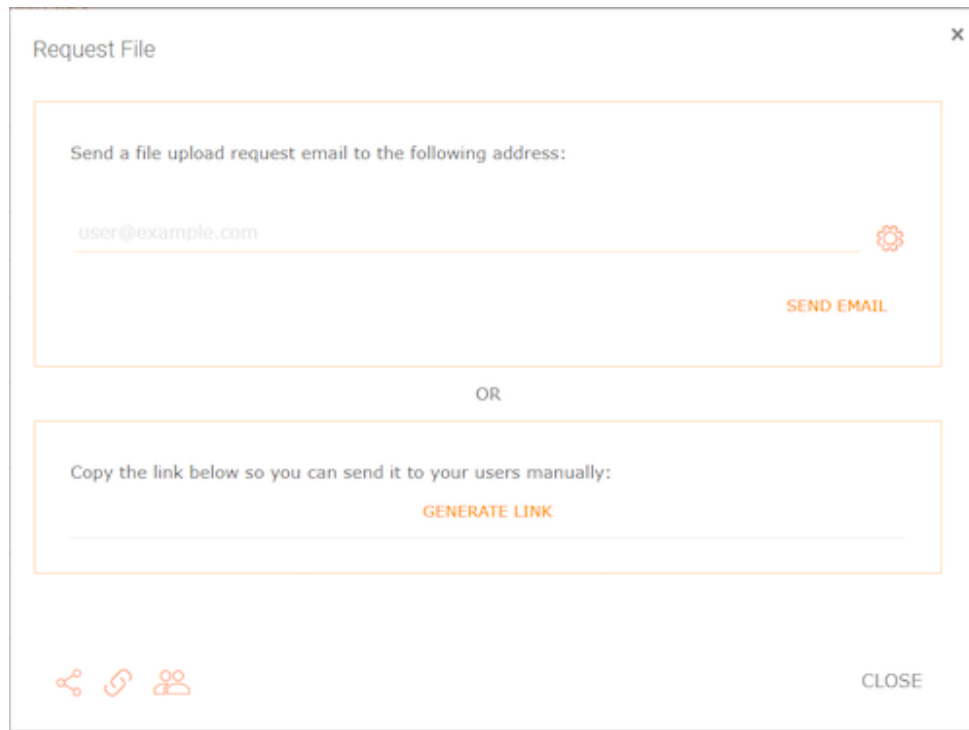 Request File
Send a file upload request email to the following address:
user@example.com
SEND EMAIL
OR
Copy the link below so you can send it to your users manually:
GENERATE LINK
CLOSE